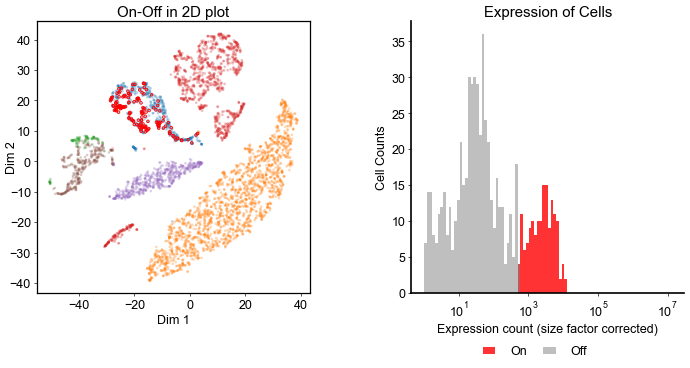 On-Off in 2D plot
Dim 2
40
30
20
10
0
−10
−20
−30
−40
−40 −20 0 20 40
Dim 1
Expression of Cells
Cell Counts
35
30
25
20
15
10
5
0
10^1 10^3 10^5 10^7
Expression count (size factor corrected)
On Off